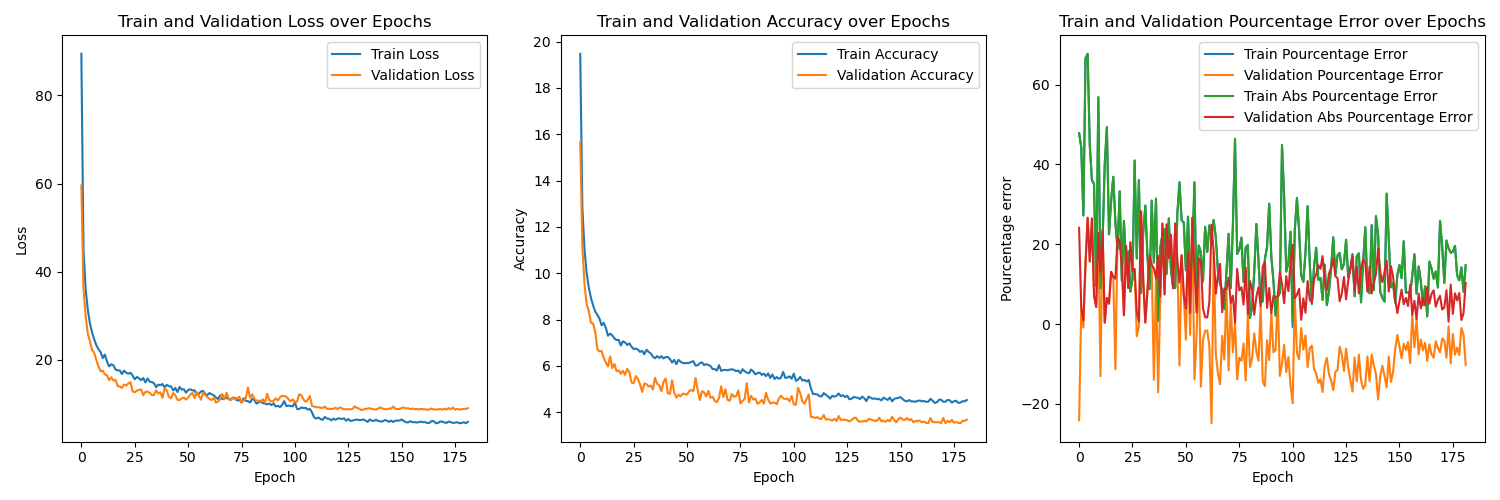 Train and Validation Loss over Epochs
Train Loss
Validation Loss
80
60
40
20
Loss
0
25
50
75
100
125
150
175
Epoch
Train and Validation Accuracy over Epochs
Train Accuracy
Validation Accuracy
20
18
16
14
12
10
8
6
4
Accuracy
0
25
50
75
100
125
150
175
Epoch
Train and Validation Pourcentage Error over Epochs
Train Pourcentage Error
Validation Pourcentage Error
Train Abs Pourcentage Error
Validation Abs Pourcentage Error
60
40
20
0
−20
Pourcentage error
0
25
50
75
100
125
150
175
Epoch